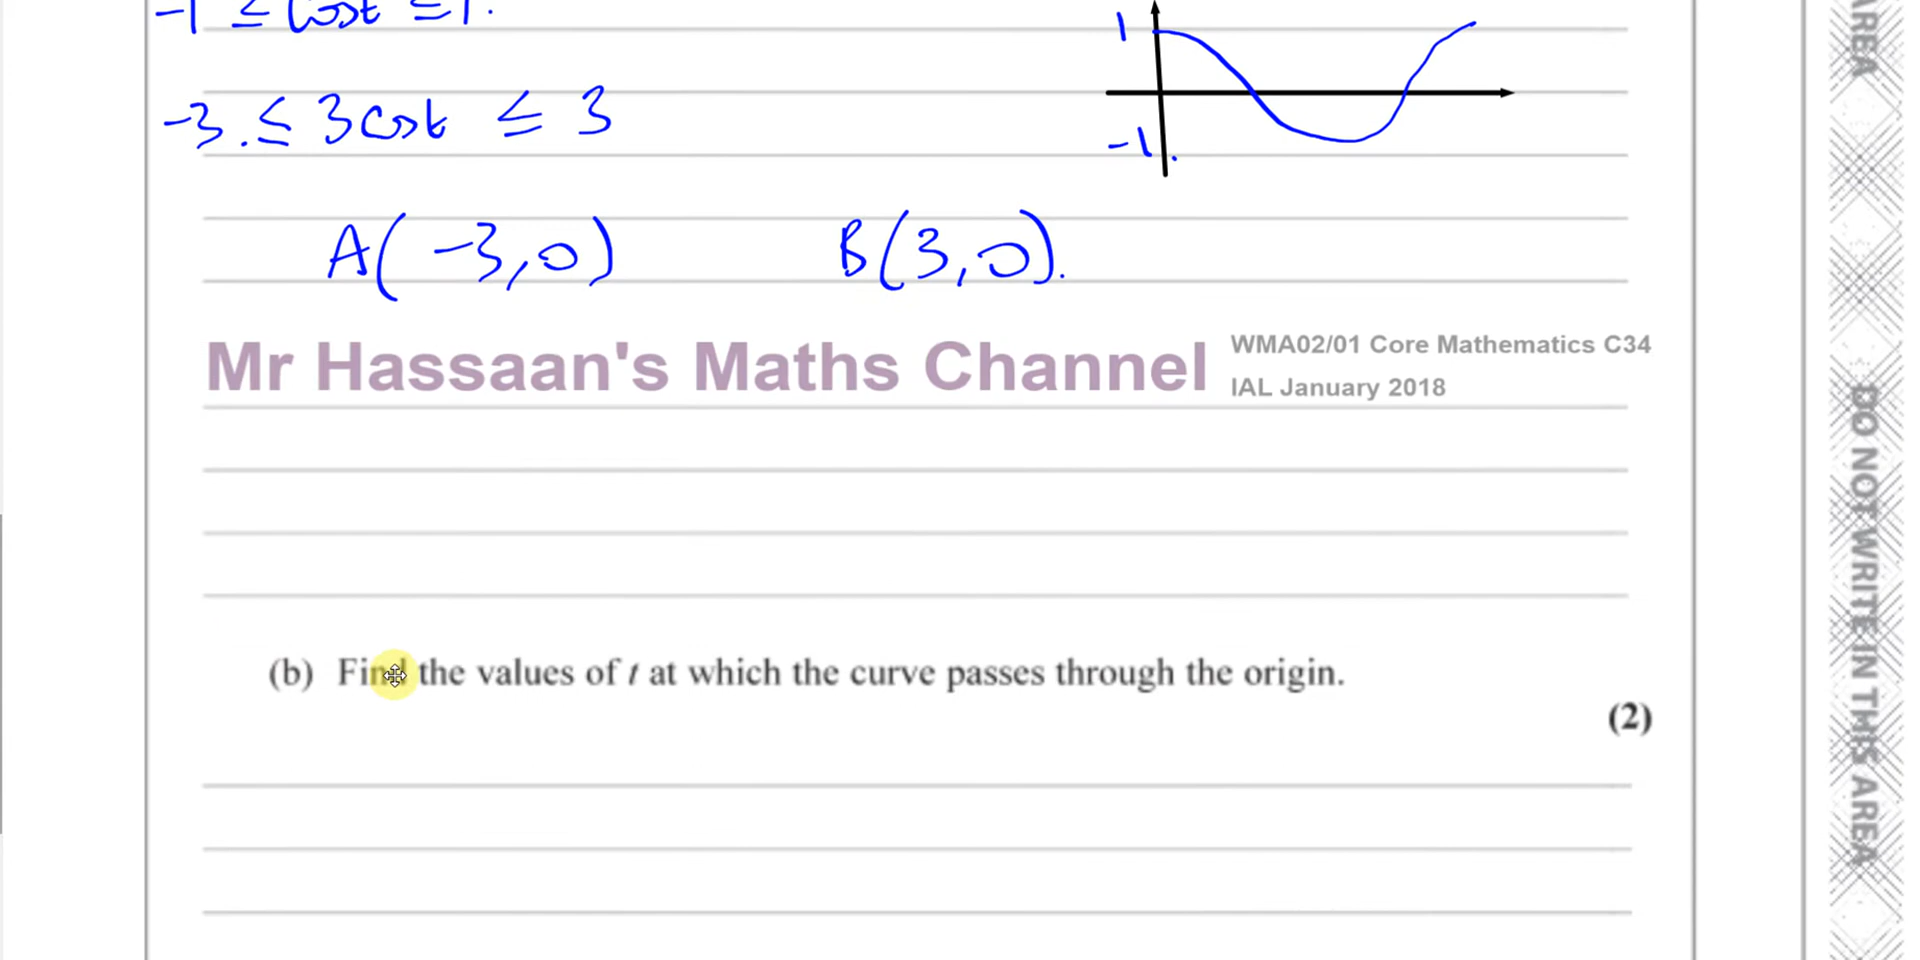 -1 ≤ Cost ≤ 1.
1
-3 ≤ 3cost ≤ 3
-1
A(-3,0) B(3,0).
Mr Hassaan's Maths Channel
WMA02/01 Core Mathematics C34
IAL January 2018
(b) Find the values of t at which the curve passes through the origin.
(2)
AREA
DO NOT WRITE IN THIS AREA